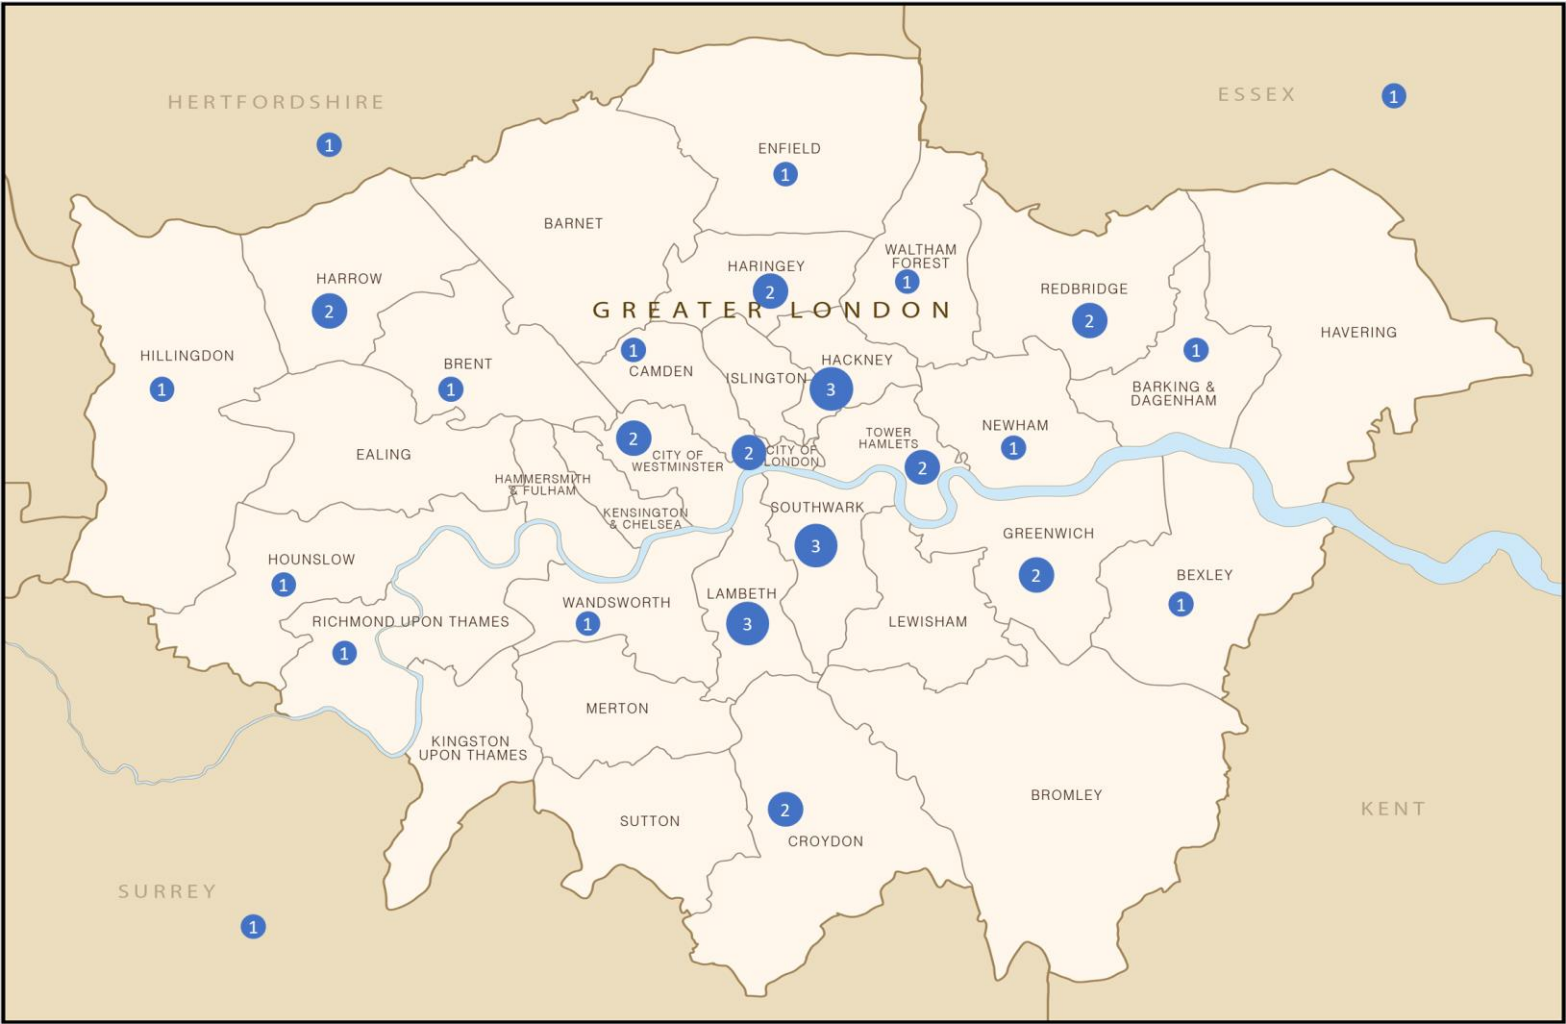 HERTFORDSHIRE
1
ESSEX
1
ENFIELD
1
BARNET
HARINGEY
2
WALTHAM
FOREST
1
GREATER LONDON
HARROW
2
REDBRIDGE
2
HAVERING
HILLINGDON
1
BRENT
1
1
CAMDEN
ISLINGTON
HACKNEY
3
1
BARKING &
DAGENHAM
EALING
2
CITY OF
WESTMINSTER
2
CITY OF
LONDON
TOWER
HAMLETS
2
NEWHAM
1
HAMMERSMITH
& FULHAM
KENSINGTON
& CHELSEA
SOUTHWARK
3
GREENWICH
2
HOUNSLOW
1
BEXLEY
1
RICHMOND UPON THAMES
1
WANDSWORTH
1
LAMBETH
3
LEWISHAM
MERTON
KINGSTON
UPON THAMES
SUTTON
2
CROYDON
BROMLEY
KENT
SURREY
1